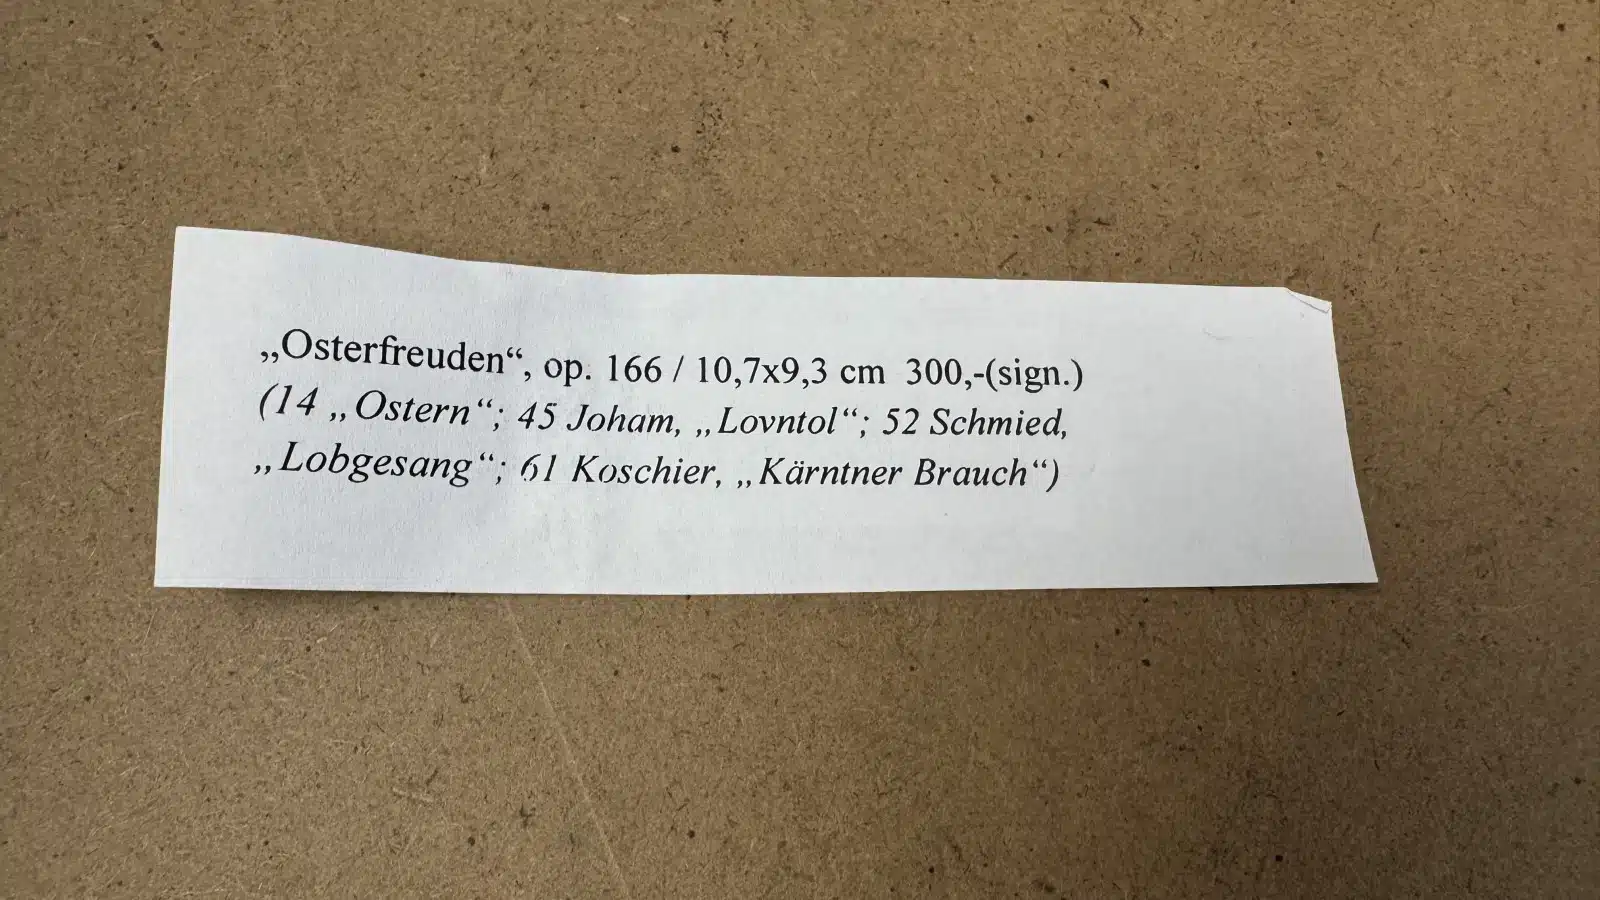 „Osterfreuden“, op. 166 / 10,7x9,3 cm  300,-(sign.)
(14 „Ostern“; 45 Joham, „Lovntol“; 52 Schmied,
„Lobgesang“; 61 Koschier, „Kärntner Brauch“)